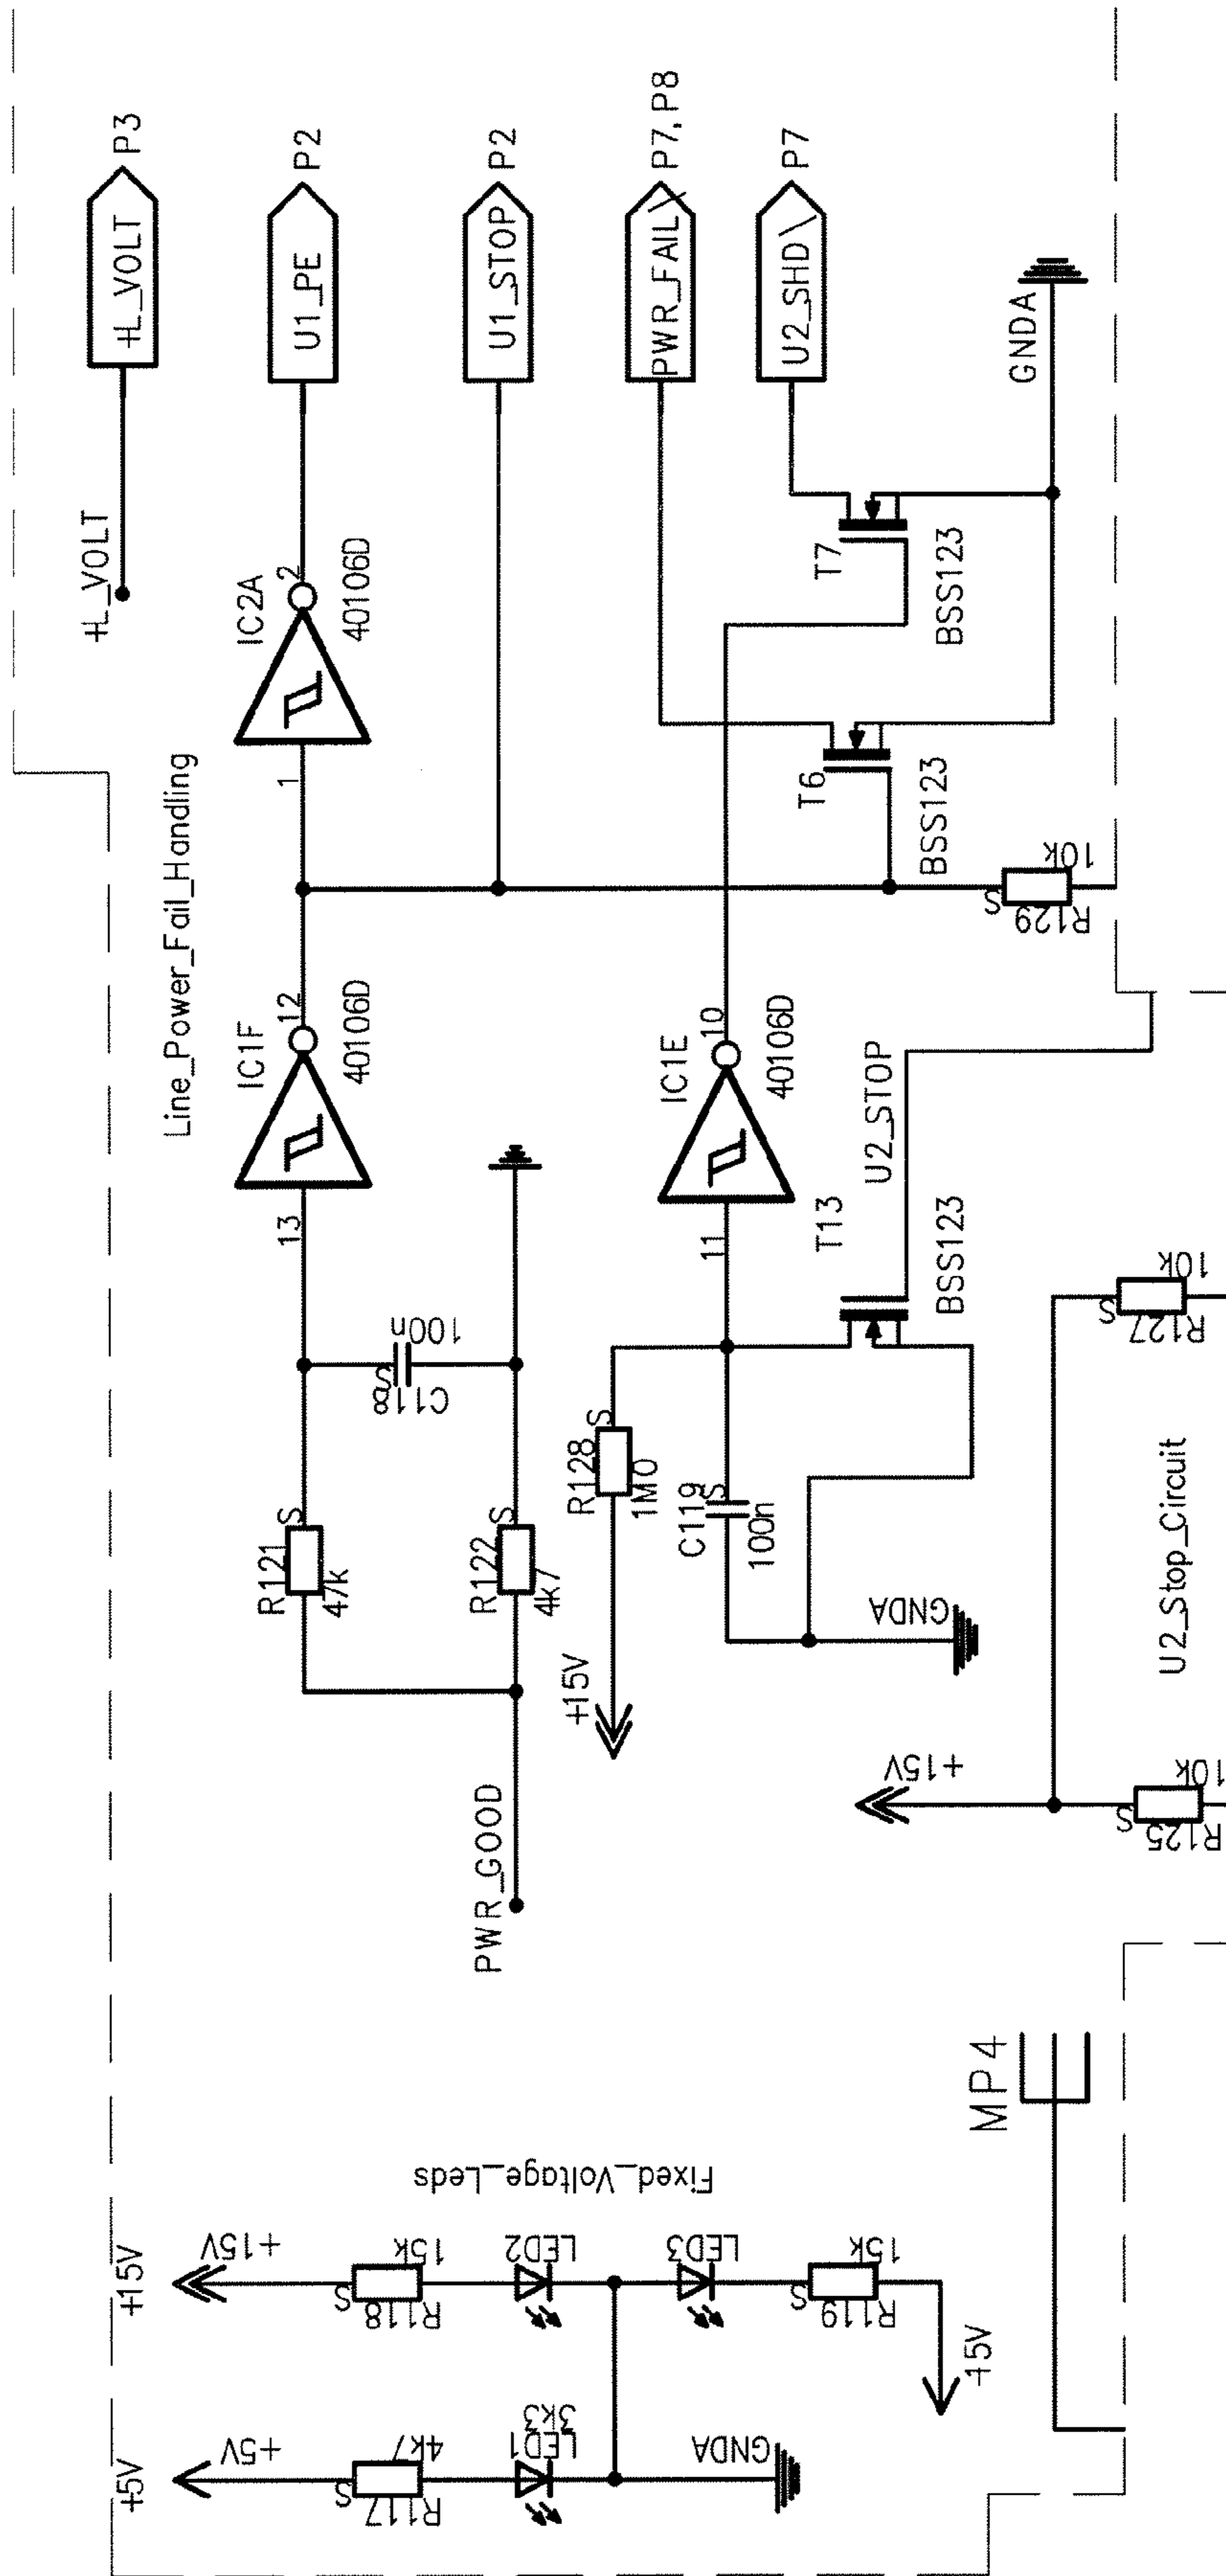 +L_VOLT
+L_VOLT
P3
Line_Power_Fail_Handling
IC1F
13
12
40106D
IC2A
1
2
40106D
U1_PE
P2
U1_STOP
P2
PWR_FAIL\
P7, P8
U2_SHD\
P7
GNDA
T7
BSS123
T6
BSS123
S
R129
10k
R121
S
47k
S
C118
100n
R122
S
4k7
PWR_GOOD
R128
S
1M0
+15V
C119
S
100n
GNDA
IC1E
11
10
40106D
T13
BSS123
U2_STOP
+15V
S
R125
10k
S
R127
10k
U2_Stop_Circuit
MP4
Fixed_Voltage_Leds
+5V
+5V
S
R117
4k7
LED1
3k3
GNDA
+15V
+15V
S
R118
15k
LED2
LED3
S
R119
15k